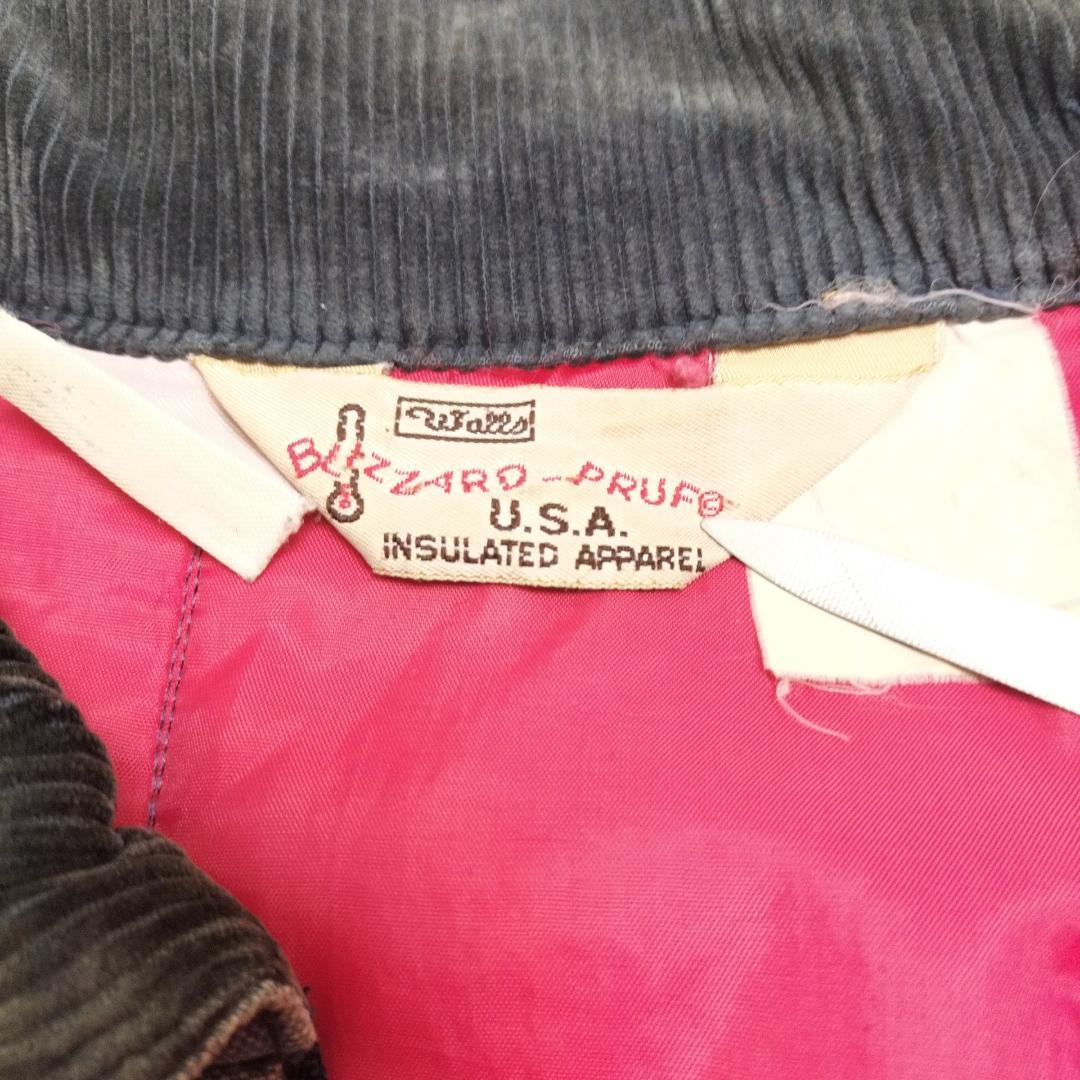 Walls
BLIZZARD-PRUF®
U.S.A.
INSULATED APPAREL